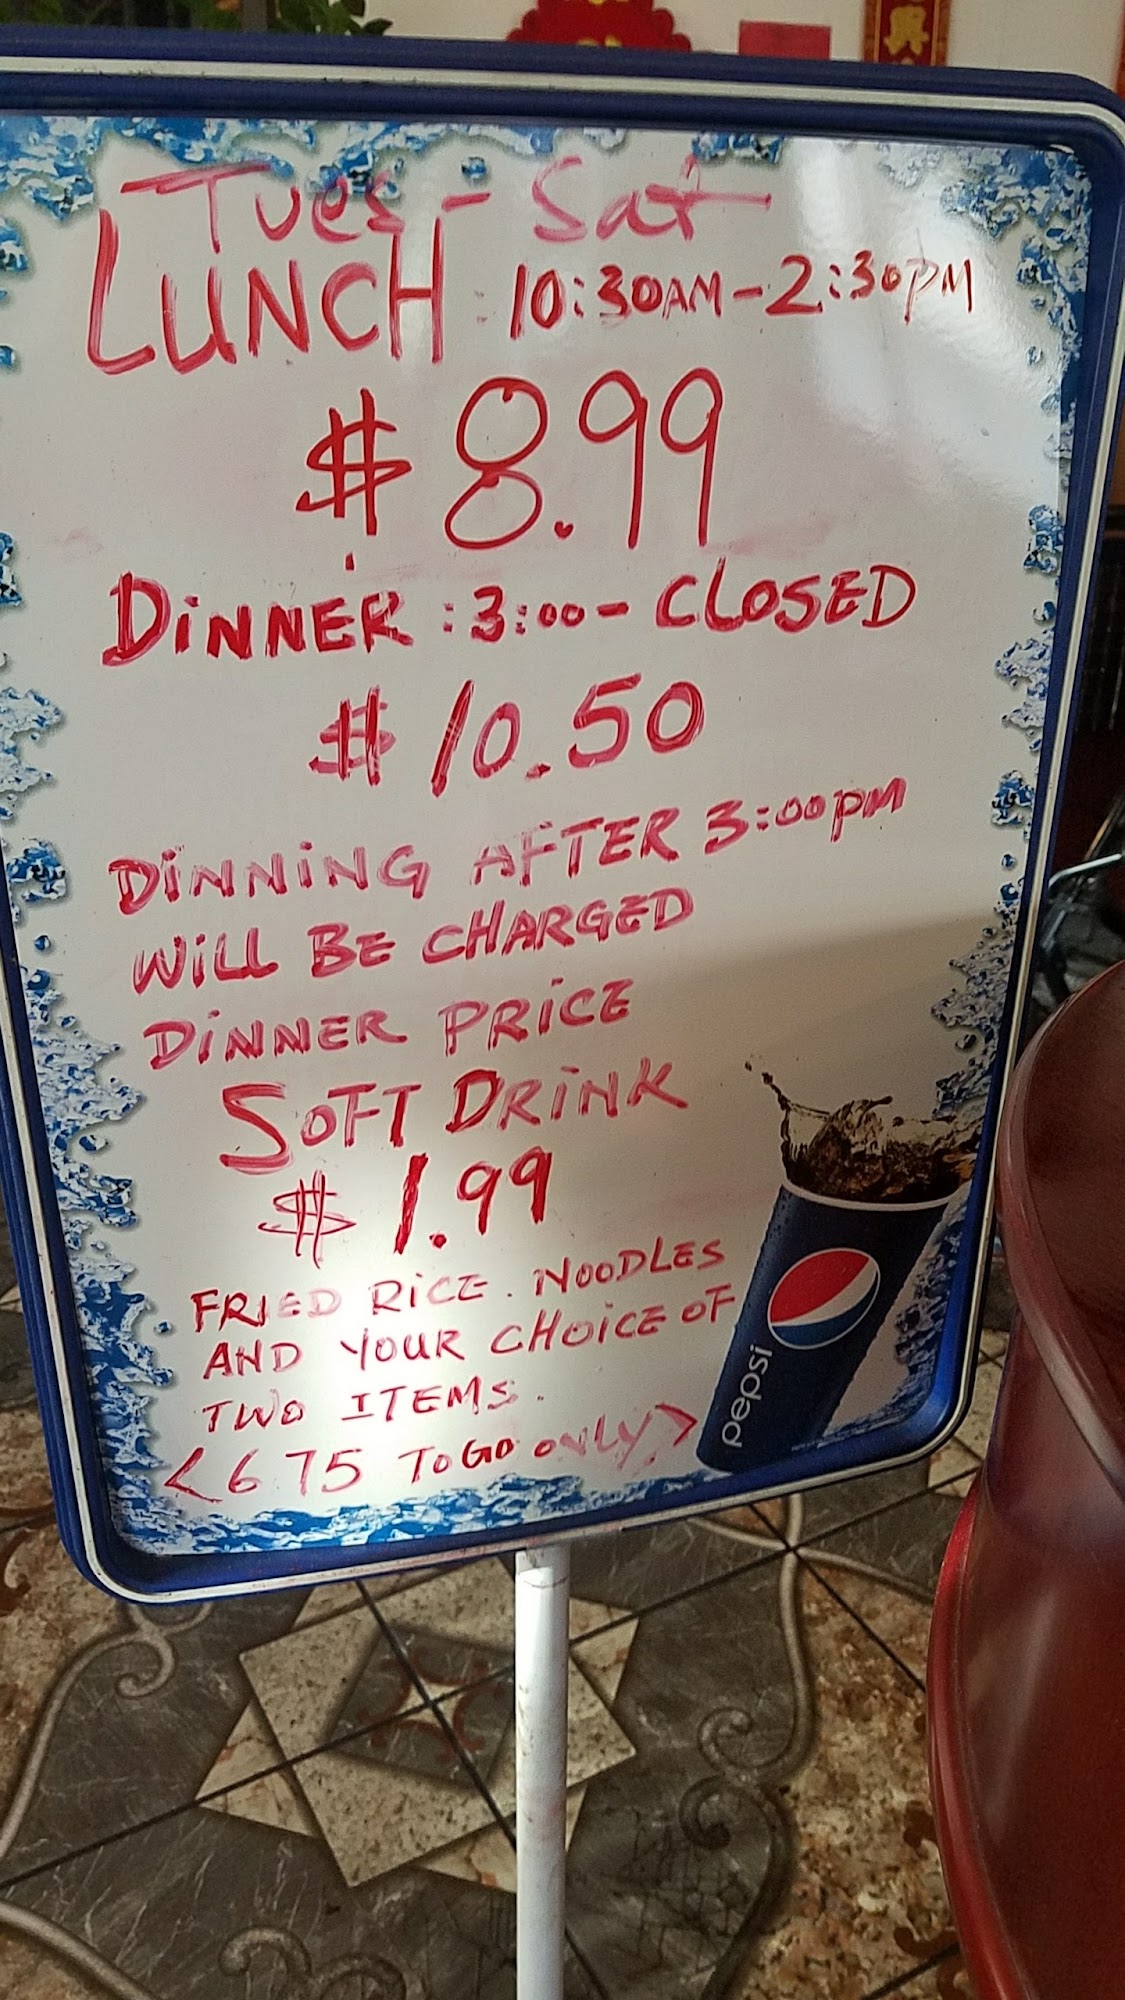 Tues - Sat
LUNCH : 10:30AM - 2:30PM
$ 8.99
DiNNER : 3:00 - CLOSED
$ 10.50
DiNNiNG AFTER 3:00pm
WiLL BE CHARGED
DiNNER PRiCE
SOFT DRiNK
$ 1.99
FRIED RiCE. NOODLES
AND YOUR CHOiCE OF
TWO ITEMS.
<6.75 ToGO ONLY>
pepsi